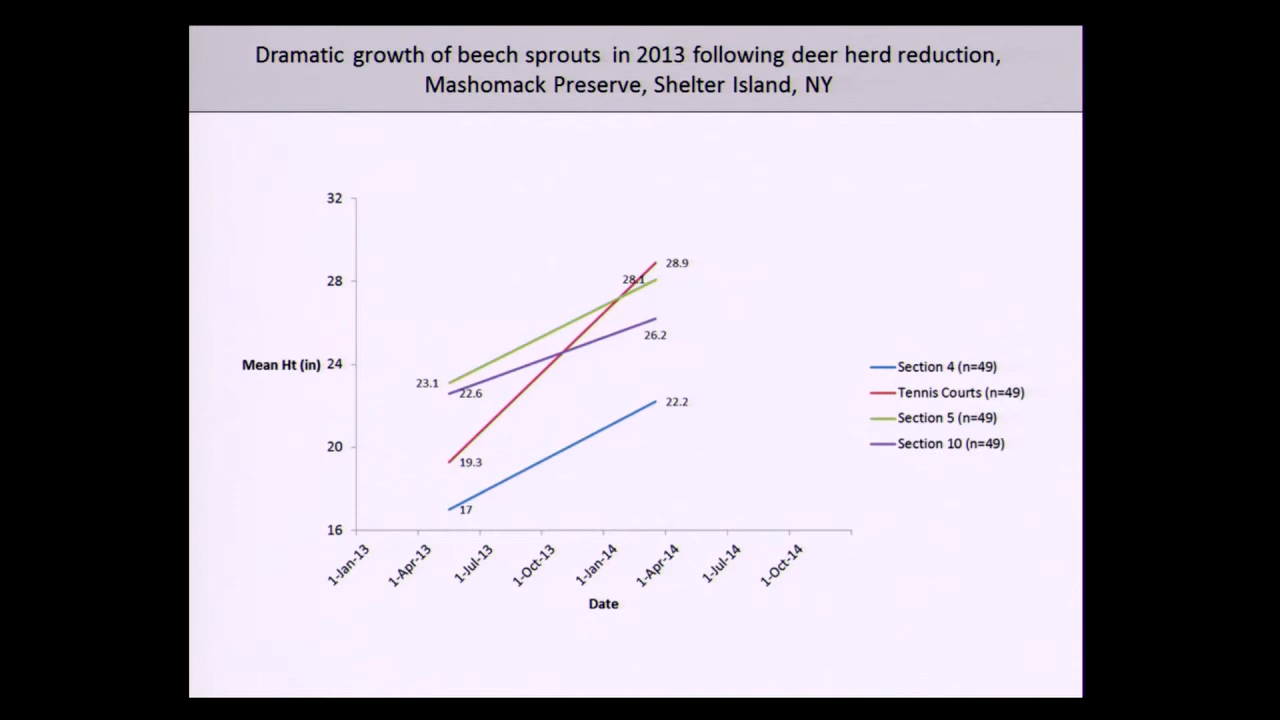 Dramatic growth of beech sprouts in 2013 following deer herd reduction,
Mashomack Preserve, Shelter Island, NY
32
28
24
20
16
Mean Ht (in)
28.9
28.1
26.2
23.1
22.6
22.2
19.3
17
Section 4 (n=49)
Tennis Courts (n=49)
Section 5 (n=49)
Section 10 (n=49)
1-Jan-13
1-Apr-13
1-Jul-13
1-Oct-13
1-Jan-14
1-Apr-14
1-Jul-14
1-Oct-14
Date